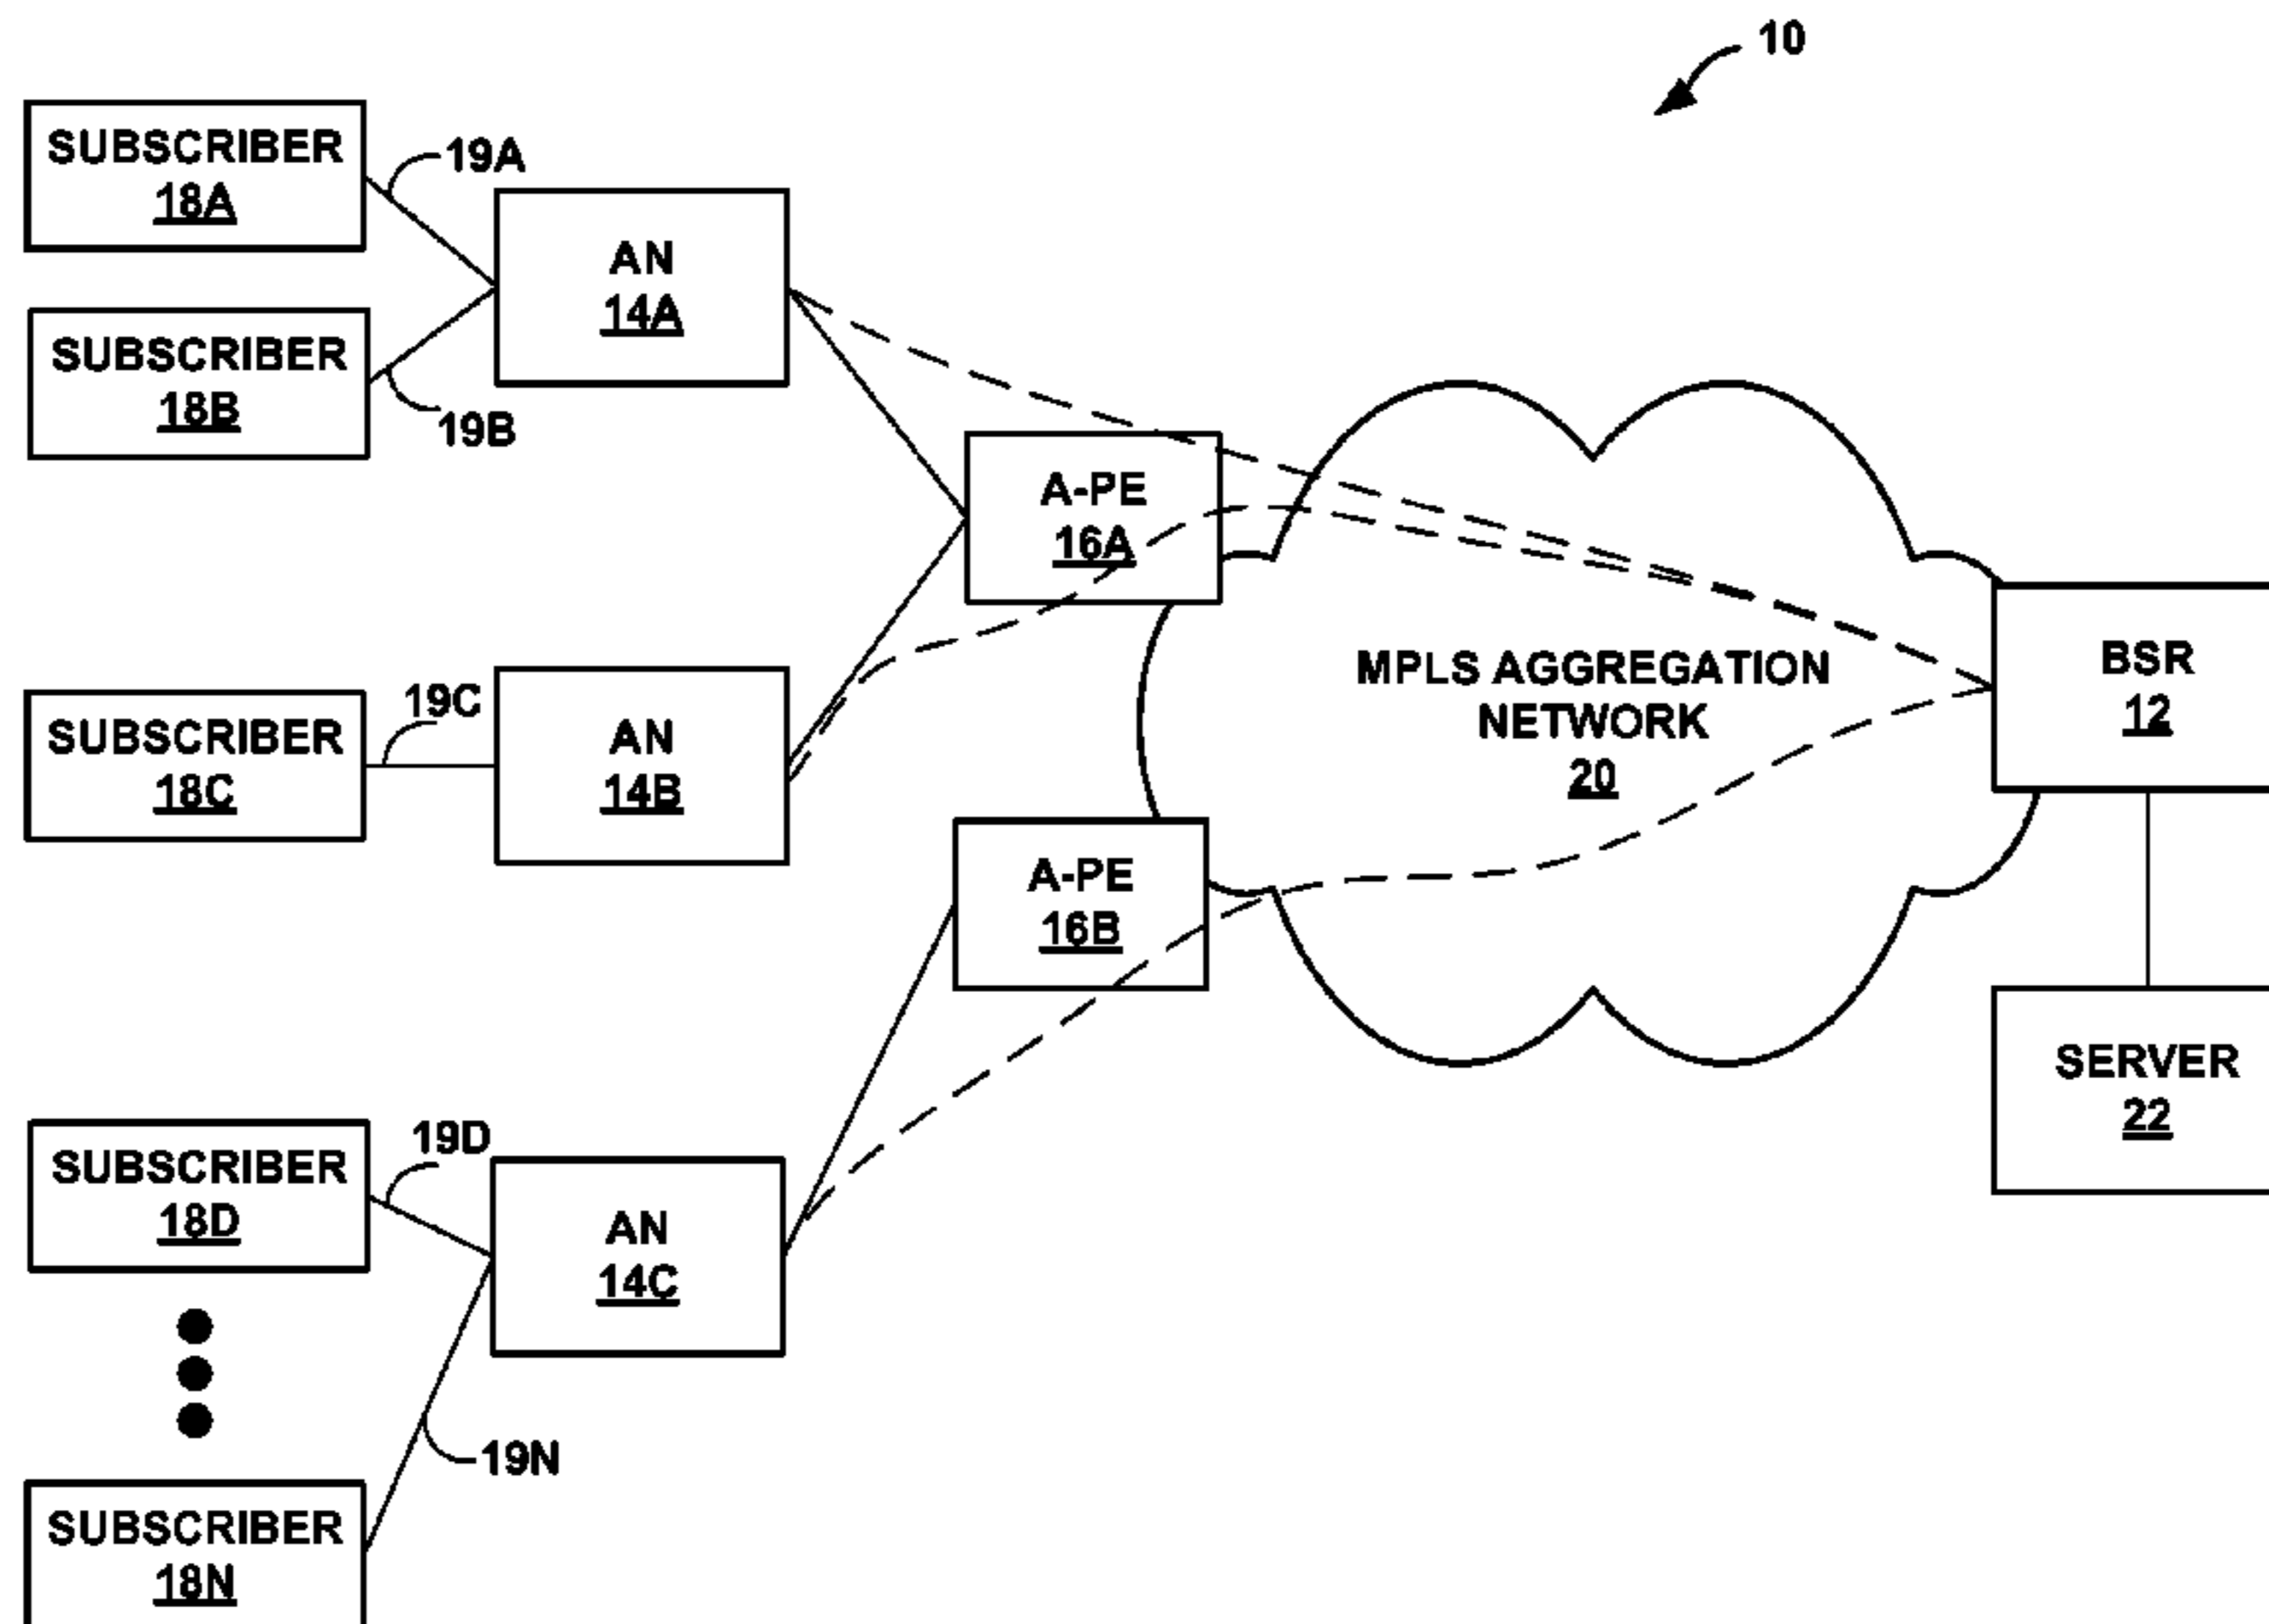 10
SUBSCRIBER
18A
19A
AN
14A
SUBSCRIBER
18B
19B
A-PE
16A
MPLS AGGREGATION
NETWORK
20
BSR
12
SUBSCRIBER
18C
19C
AN
14B
A-PE
16B
SERVER
22
SUBSCRIBER
18D
19D
AN
14C
19N
SUBSCRIBER
18N